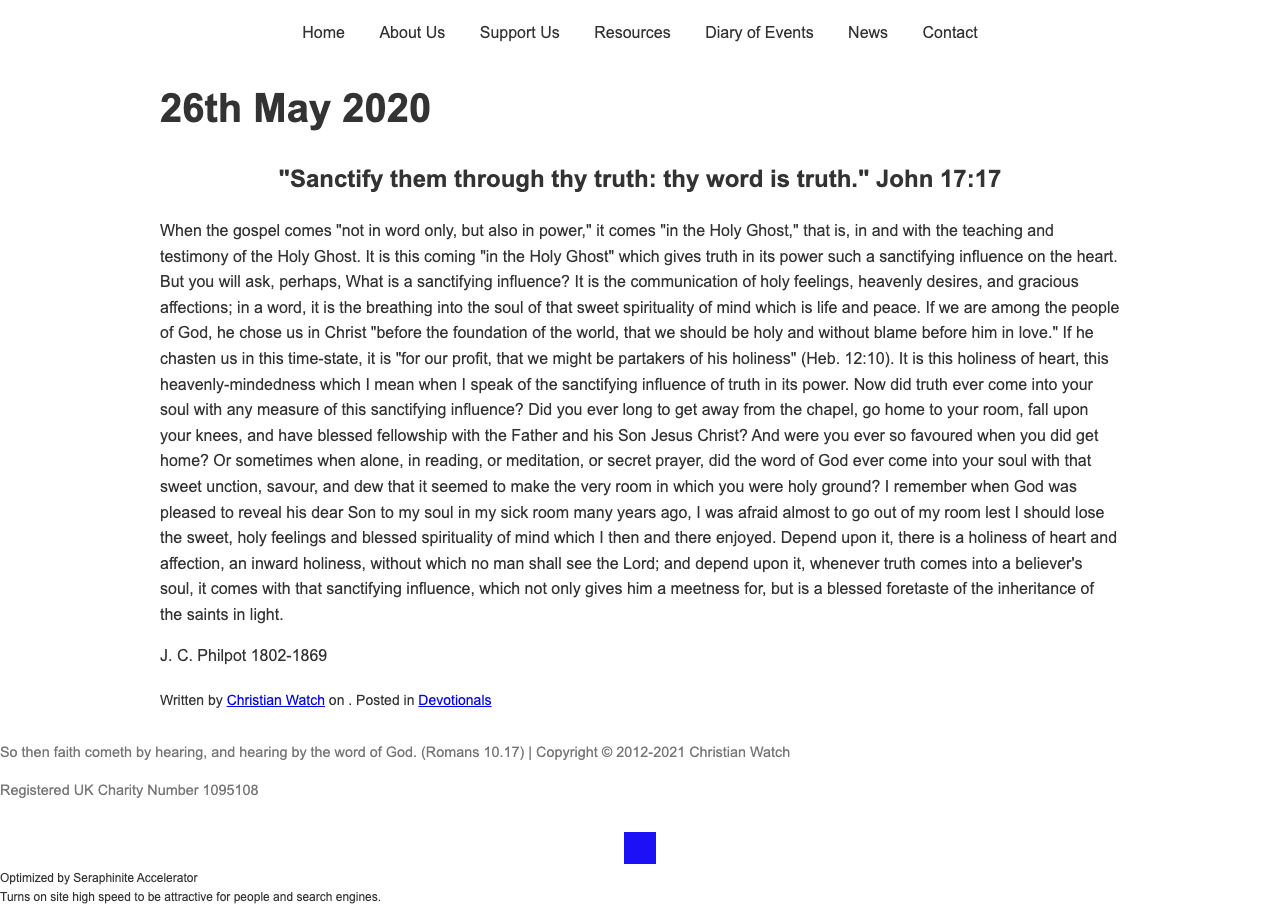 Home About Us Support Us Resources Diary of Events News Contact
26th May 2020
"Sanctify them through thy truth: thy word is truth." John 17:17
When the gospel comes "not in word only, but also in power," it comes "in the Holy Ghost," that is, in and with the teaching and
testimony of the Holy Ghost. It is this coming "in the Holy Ghost" which gives truth in its power such a sanctifying influence on the heart.
But you will ask, perhaps, What is a sanctifying influence? It is the communication of holy feelings, heavenly desires, and gracious
affections; in a word, it is the breathing into the soul of that sweet spirituality of mind which is life and peace. If we are among the people
of God, he chose us in Christ "before the foundation of the world, that we should be holy and without blame before him in love." If he
chasten us in this time-state, it is "for our profit, that we might be partakers of his holiness" (Heb. 12:10). It is this holiness of heart, this
heavenly-mindedness which I mean when I speak of the sanctifying influence of truth in its power. Now did truth ever come into your
soul with any measure of this sanctifying influence? Did you ever long to get away from the chapel, go home to your room, fall upon
your knees, and have blessed fellowship with the Father and his Son Jesus Christ? And were you ever so favoured when you did get
home? Or sometimes when alone, in reading, or meditation, or secret prayer, did the word of God ever come into your soul with that
sweet unction, savour, and dew that it seemed to make the very room in which you were holy ground? I remember when God was
pleased to reveal his dear Son to my soul in my sick room many years ago, I was afraid almost to go out of my room lest I should lose
the sweet, holy feelings and blessed spirituality of mind which I then and there enjoyed. Depend upon it, there is a holiness of heart and
affection, an inward holiness, without which no man shall see the Lord; and depend upon it, whenever truth comes into a believer's
soul, it comes with that sanctifying influence, which not only gives him a meetness for, but is a blessed foretaste of the inheritance of
the saints in light.
J. C. Philpot 1802-1869
Written by Christian Watch on . Posted in Devotionals
So then faith cometh by hearing, and hearing by the word of God. (Romans 10.17) | Copyright © 2012-2021 Christian Watch
Registered UK Charity Number 1095108
Optimized by Seraphinite Accelerator
Turns on site high speed to be attractive for people and search engines.